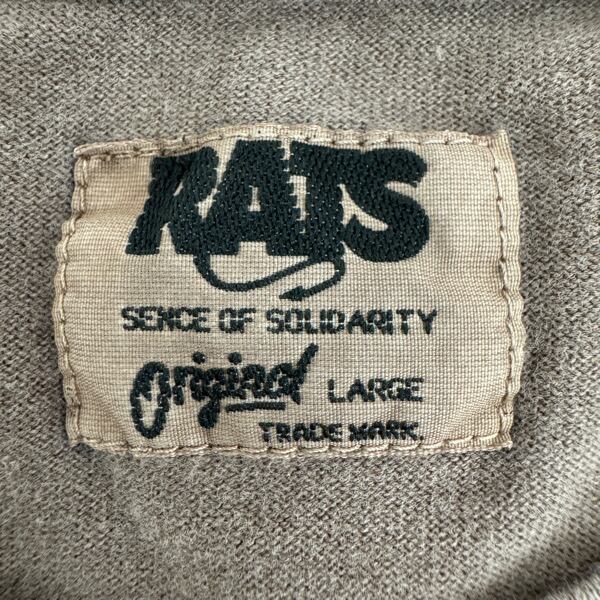 RATS
SENCE OF SOLIDARITY
Original LARGE
TRADE MARK.